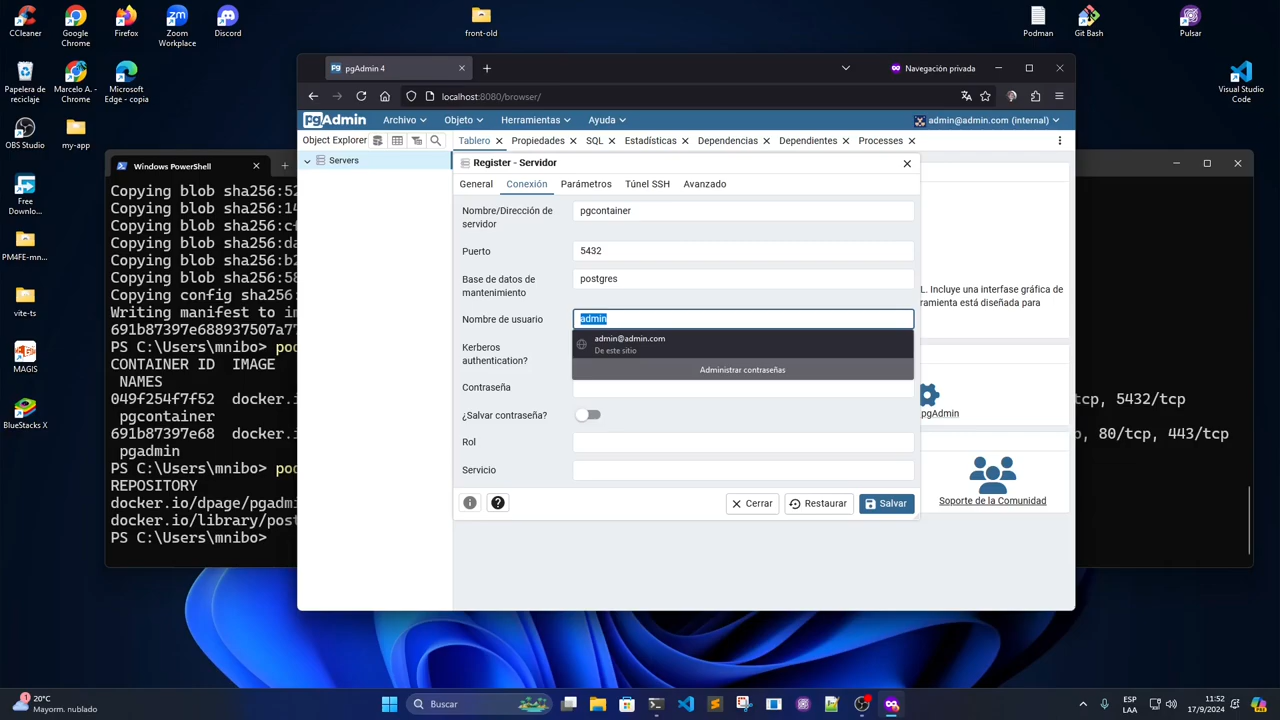 CCleaner
Google
Chrome
Firefox
Zoom
Workplace
Discord
front-old
Podman
Git Bash
Pulsar
Papelera de
reciclaje
Marcelo A. -
Chrome
Microsoft
Edge - copia
Visual Studio
Code
OBS Studio
my-app
Free
Downlo...
PM4FE-mn...
vite-ts
MAGIS
BlueStacks X
pgAdmin 4
Navegación privada
localhost:8080/browser/
pgAdmin
Archivo
Objeto
Herramientas
Ayuda
admin@admin.com (internal)
Object Explorer
Tablero
Propiedades
SQL
Estadísticas
Dependencias
Dependientes
Processes
Servers
Register - Servidor
General
Conexión
Parámetros
Túnel SSH
Avanzado
Nombre/Dirección de
servidor
pgcontainer
Puerto
5432
Base de datos de
mantenimiento
postgres
Nombre de usuario
admin
admin@admin.com
De este sitio
Administrar contraseñas
Kerberos
authentication?
Contraseña
¿Salvar contraseña?
Rol
Servicio
Cerrar
Restaurar
Salvar
L. Incluye una interfase gráfica de
ramienta está diseñada para
pgAdmin
Soporte de la Comunidad
Windows PowerShell
Copying blob sha256:52
Copying blob sha256:14
Copying blob sha256:c
Copying blob sha256:da
Copying blob sha256:b2
Copying blob sha256:58
Copying config sha256:
Writing manifest to i
691b87397e688937507a77
PS C:\Users\mnibo> po
CONTAINER ID IMAGE
NAMES
049f254f7f52 docker.i
c/tcp, 5432/tcp
pgcontainer
691b87397e68 docker.i
p, 80/tcp, 443/tcp
pgadmin
PS C:\Users\mnibo> po
REPOSITORY
docker.io/dpage/pgadmi
docker.io/library/post
PS C:\Users\mnibo>
20°C
Mayorm. nublado
Buscar
ESP
LAA
11:52
17/9/2024